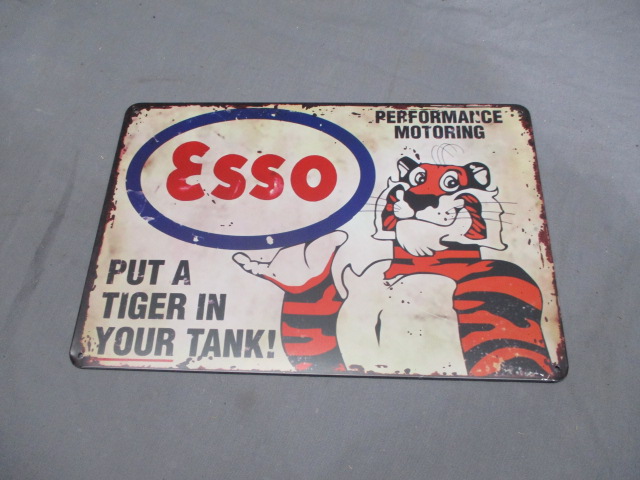 PERFORMANCE
MOTORING
Esso
PUT A
TIGER IN
YOUR TANK!